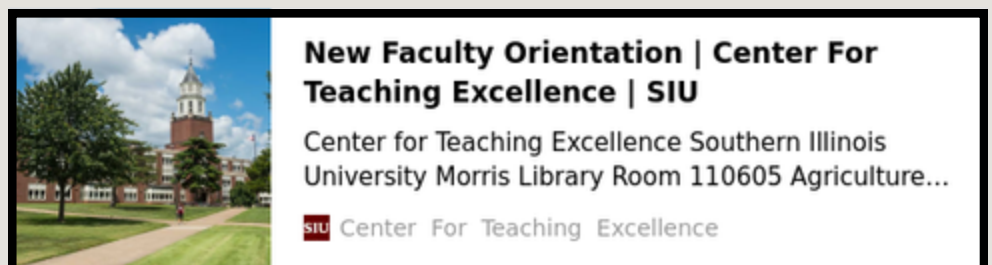 New Faculty Orientation | Center For
Teaching Excellence | SIU
Center for Teaching Excellence Southern Illinois
University Morris Library Room 110605 Agriculture...
SIU Center For Teaching Excellence